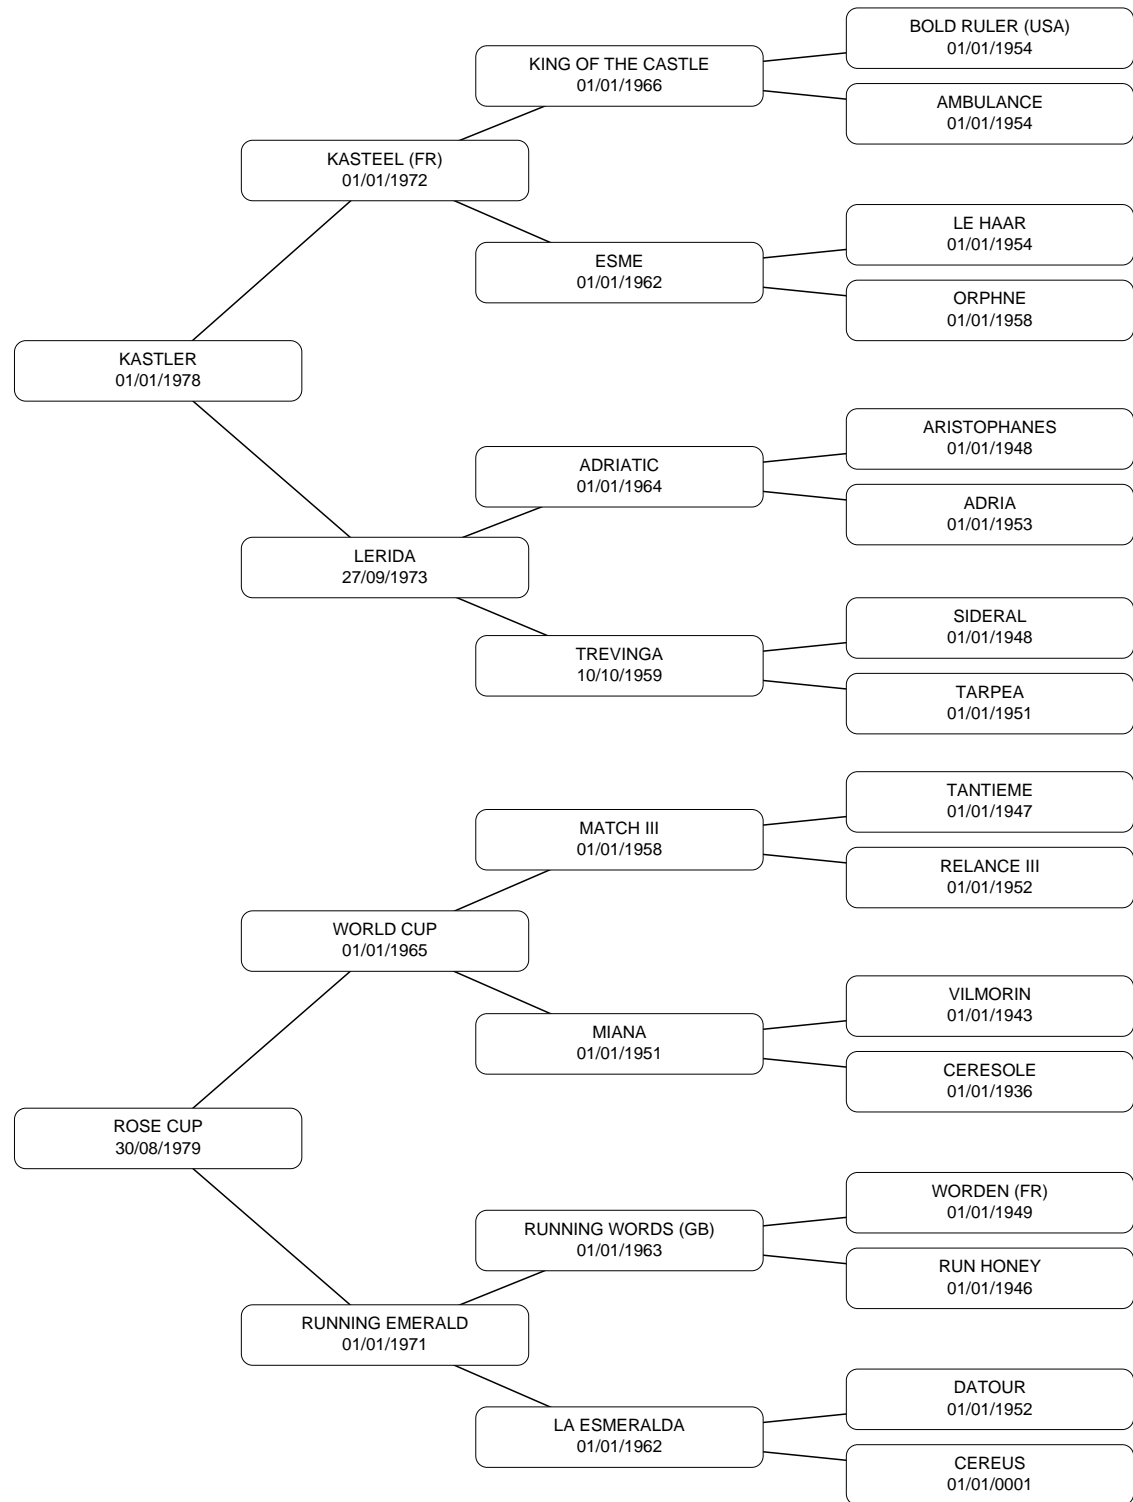 BOLD RULER (USA)
01/01/1954
KING OF THE CASTLE
01/01/1966
AMBULANCE
01/01/1954
KASTEEL (FR)
01/01/1972
LE HAAR
01/01/1954
ESME
01/01/1962
ORPHNE
01/01/1958
KASTLER
01/01/1978
ARISTOPHANES
01/01/1948
ADRIATIC
01/01/1964
ADRIA
01/01/1953
LERIDA
27/09/1973
SIDERAL
01/01/1948
TREVINGA
10/10/1959
TARPEA
01/01/1951
TANTIEME
01/01/1947
MATCH III
01/01/1958
RELANCE III
01/01/1952
WORLD CUP
01/01/1965
VILMORIN
01/01/1943
MIANA
01/01/1951
CERESOLE
01/01/1936
ROSE CUP
30/08/1979
WORDEN (FR)
01/01/1949
RUNNING WORDS (GB)
01/01/1963
RUN HONEY
01/01/1946
RUNNING EMERALD
01/01/1971
DATOUR
01/01/1952
LA ESMERALDA
01/01/1962
CEREUS
01/01/0001